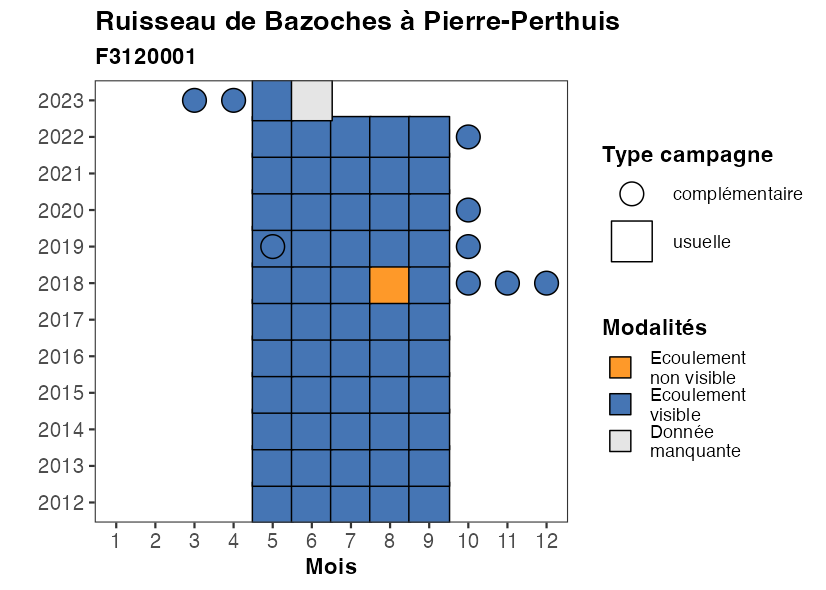 Ruisseau de Bazoches à Pierre-Perthuis
F3120001
2023
2022
2021
2020
2019
2018
2017
2016
2015
2014
2013
2012
1 2 3 4 5 6 7 8 9 10 11 12
Mois
Type campagne
complémentaire
usuelle
Modalités
Ecoulement
non visible
Ecoulement
visible
Donnée
manquante